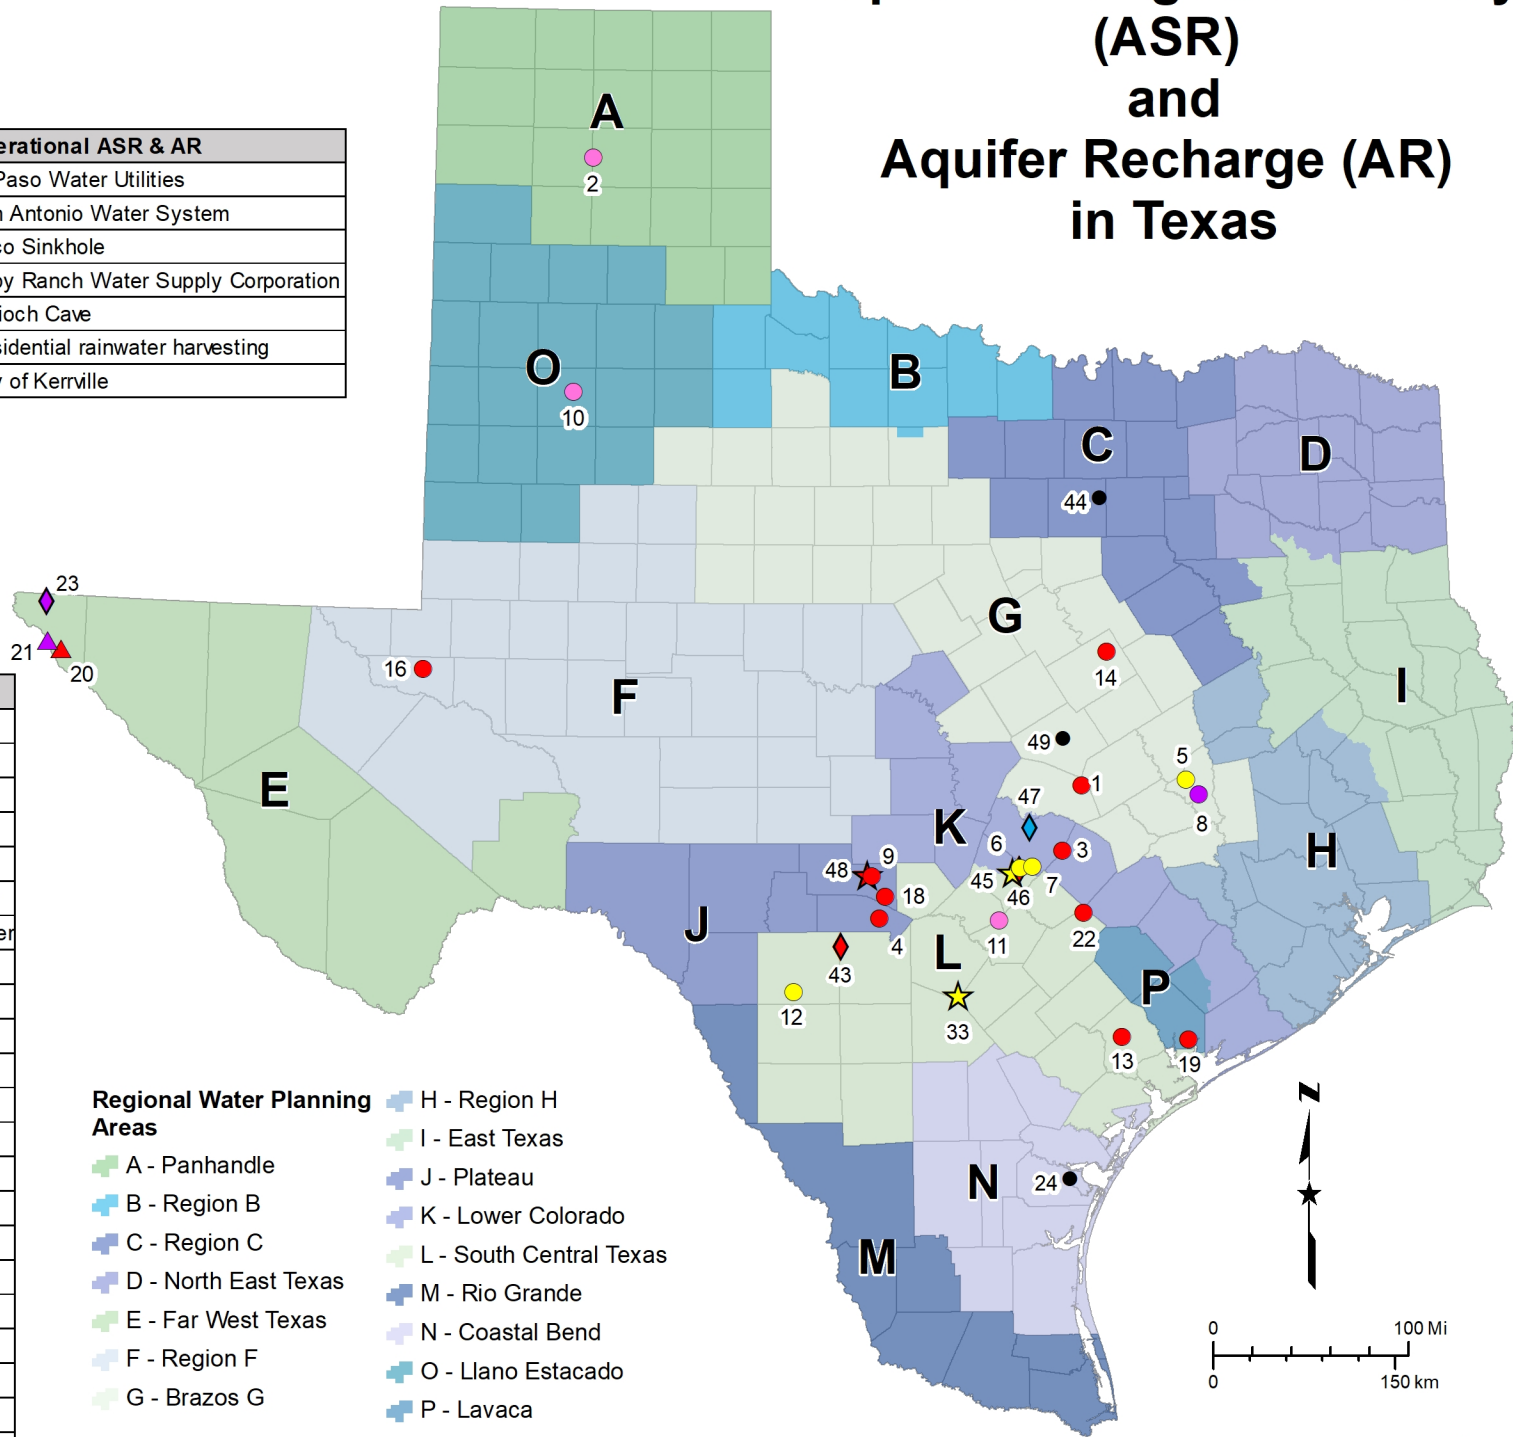 (ASR)
and
Aquifer Recharge (AR)
in Texas
erational ASR & AR
Paso Water Utilities
Antonio Water System
Sinkhole
Ranch Water Supply Corporation
Cave
rainwater harvesting
of Kerrville
A
2
O
10
B
C
44
D
23
21
20
16
F
G
14
I
49
1
5
8
E
47
K
6
3
H
48
9
45
46
7
18
J
4
11
22
L
43
P
12
33
13
19
N
24
M
Regional Water Planning
Areas
A - Panhandle
B - Region B
C - Region C
D - North East Texas
E - Far West Texas
F - Region F
G - Brazos G
H - Region H
I - East Texas
J - Plateau
K - Lower Colorado
L - South Central Texas
M - Rio Grande
N - Coastal Bend
O - Llano Estacado
P - Lavaca
N
0 100 Mi
0 150 km